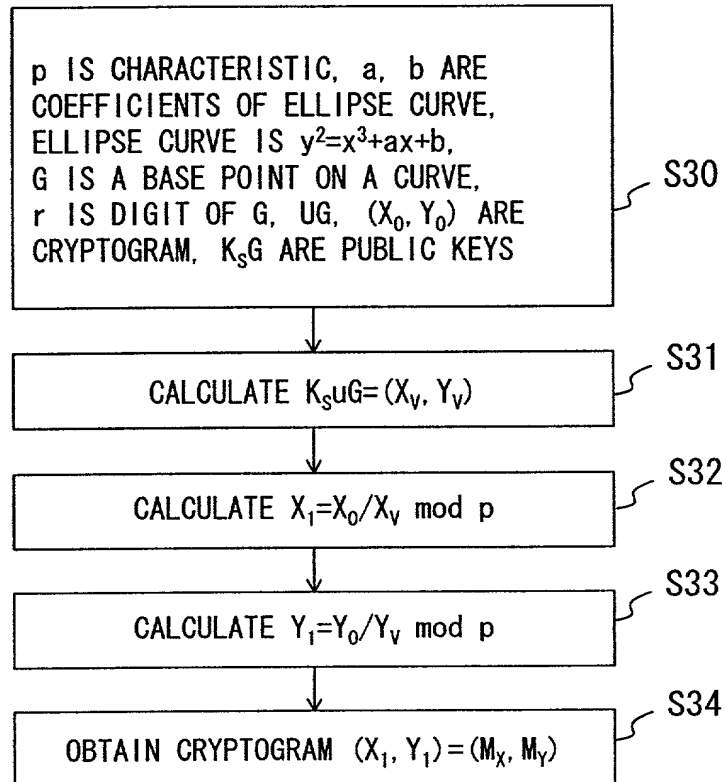 p IS CHARACTERISTIC, a, b ARE
COEFFICIENTS OF ELLIPSE CURVE,
ELLIPSE CURVE IS y²=x³+ax+b,
G IS A BASE POINT ON A CURVE,
r IS DIGIT OF G, UG, (X₀, Y₀) ARE
CRYPTOGRAM, KₛG ARE PUBLIC KEYS
S30
S31
CALCULATE KₛuG=(Xᵥ, Yᵥ)
S32
CALCULATE X₁=X₀/Xᵥ mod p
S33
CALCULATE Y₁=Y₀/Yᵥ mod p
S34
OBTAIN CRYPTOGRAM (X₁, Y₁)=(M_X, M_Y)